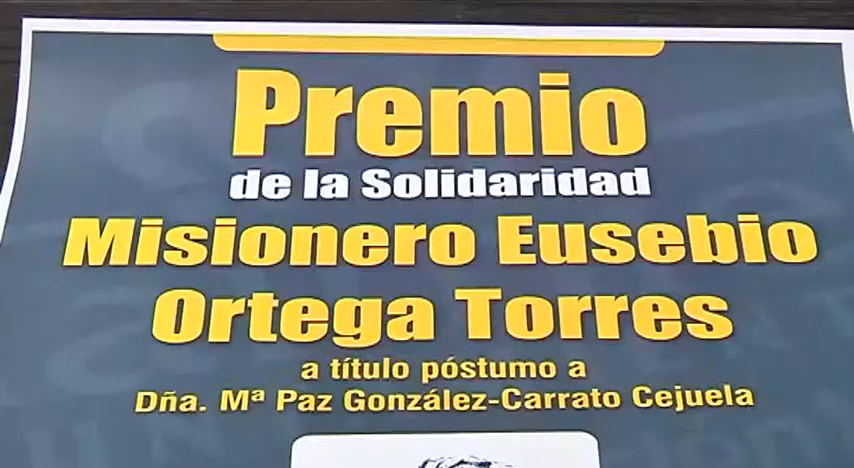 Premio
de la Solidaridad
Misionero Eusebio
Ortega Torres
a título póstumo a
Dña. Mª Paz González-Carrato Cejuela